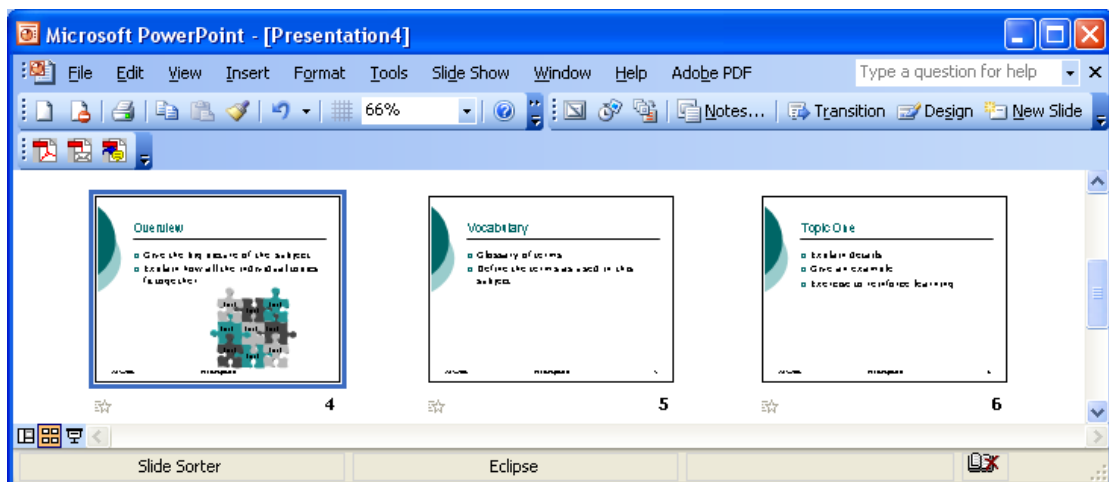 Microsoft PowerPoint - [Presentation4]
File Edit View Insert Format Tools Slide Show Window Help Adobe PDF Type a question for help
66% Notes... Transition Design New Slide
Overview
Give the big picture of the subject
Explain how all the individual topics
fit together
Vocabulary
Glossary of terms
Define the terms as used in this
subject
Topic One
Explain details
Give an example
Exercise to reinforce learning
4 5 6
Slide Sorter Eclipse